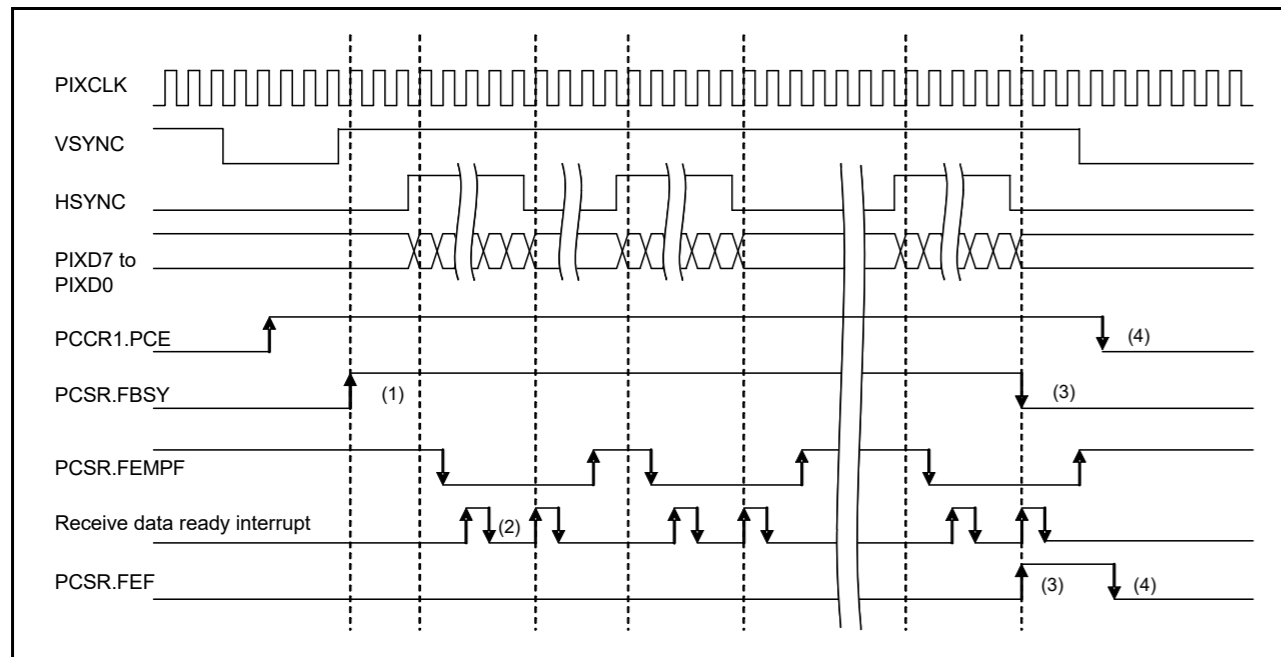 PIXCLK
VSYNC
HSYNC
PIXD7 to
PIXD0
PCCR1.PCE
(4)
PCSR.FBSY
(1)
(3)
PCSR.FEMPF
Receive data ready interrupt
(2)
PCSR.FEF
(3)
(4)